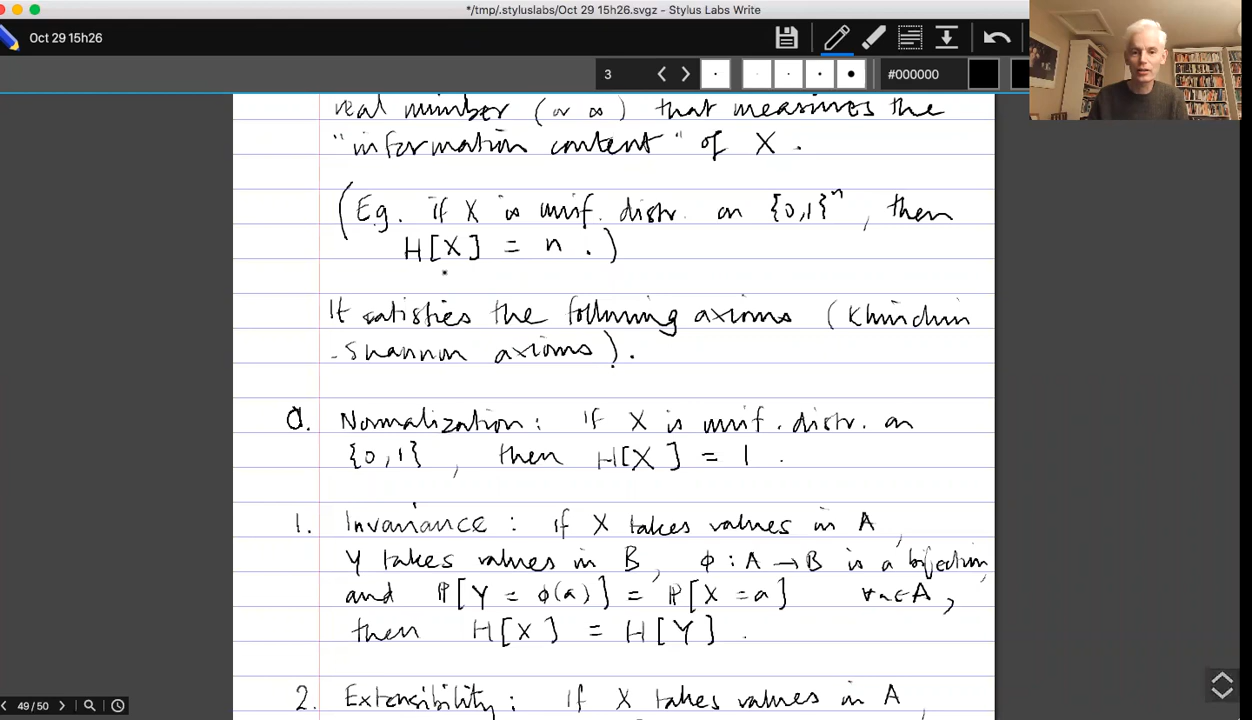 */tmp/.styluslabs/Oct 29 15h26.svgz - Stylus Labs Write
Oct 29 15h26
3
#000000
real number (or ∞) that measures the
"information content" of X.
(E.g. if X is unif. distr. on {0,1}ⁿ, then
H[X] = n.)
It satisfies the following axioms (Khinchin
-Shannon axioms).
0. Normalization: if X is unif. distr. on
{0,1}, then H[X] = 1.
1. Invariance: if X takes values in A,
Y takes values in B, φ: A → B is a bijection,
and ℙ[Y = φ(a)] = ℙ[X = a] ∀a∈A,
then H[X] = H[Y].
2. Extensibility: If X takes values in A,
49/50